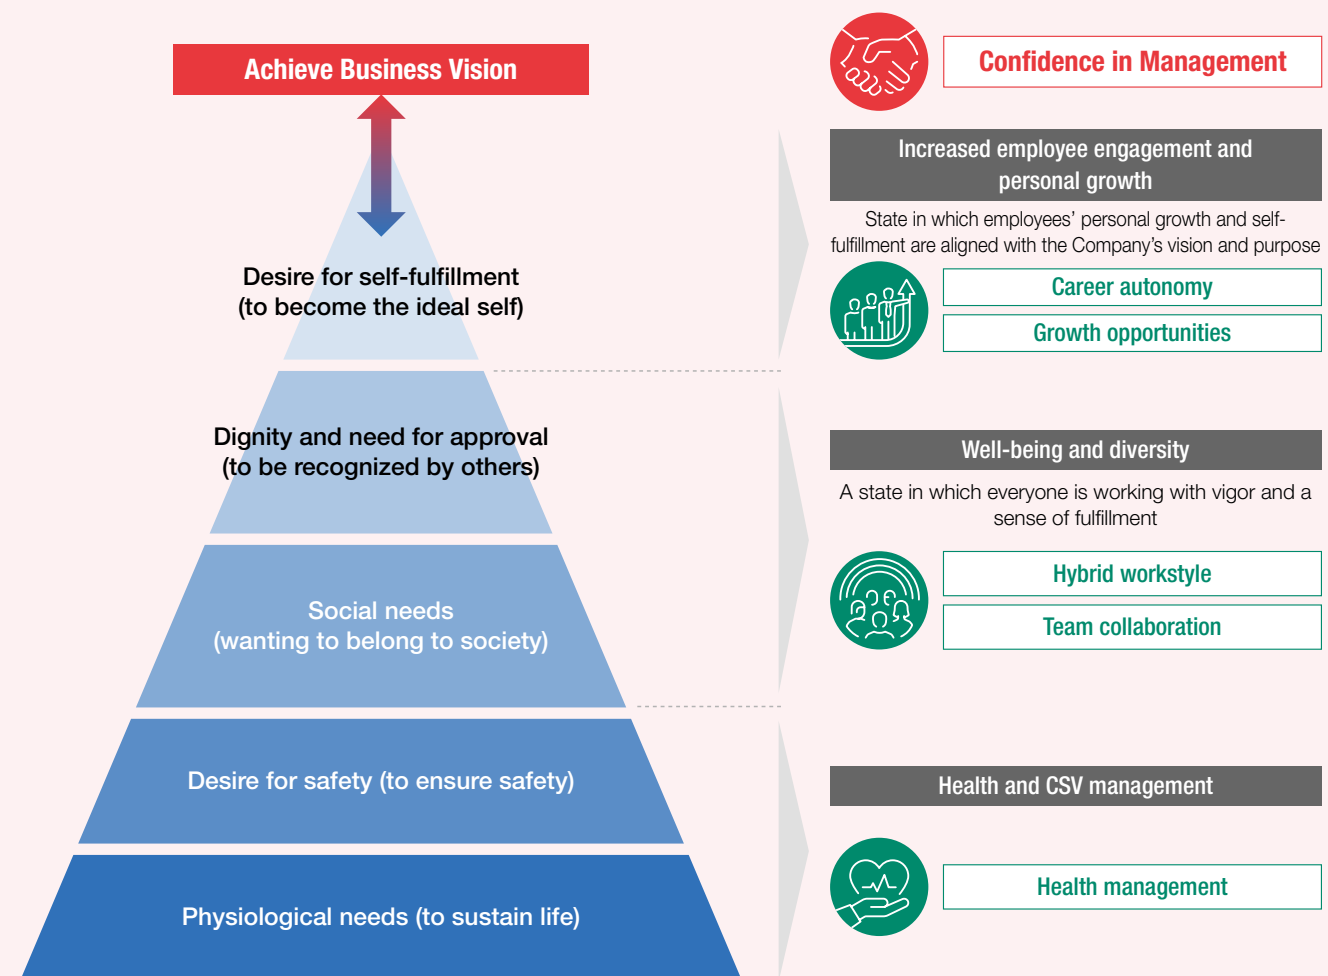 Achieve Business Vision
Desire for self-fulfillment
(to become the ideal self)
Dignity and need for approval
(to be recognized by others)
Social needs
(wanting to belong to society)
Desire for safety (to ensure safety)
Physiological needs (to sustain life)
Confidence in Management
Increased employee engagement and
personal growth
State in which employees’ personal growth and self-
fulfillment are aligned with the Company’s vision and purpose
Career autonomy
Growth opportunities
Well-being and diversity
A state in which everyone is working with vigor and a
sense of fulfillment
Hybrid workstyle
Team collaboration
Health and CSV management
Health management